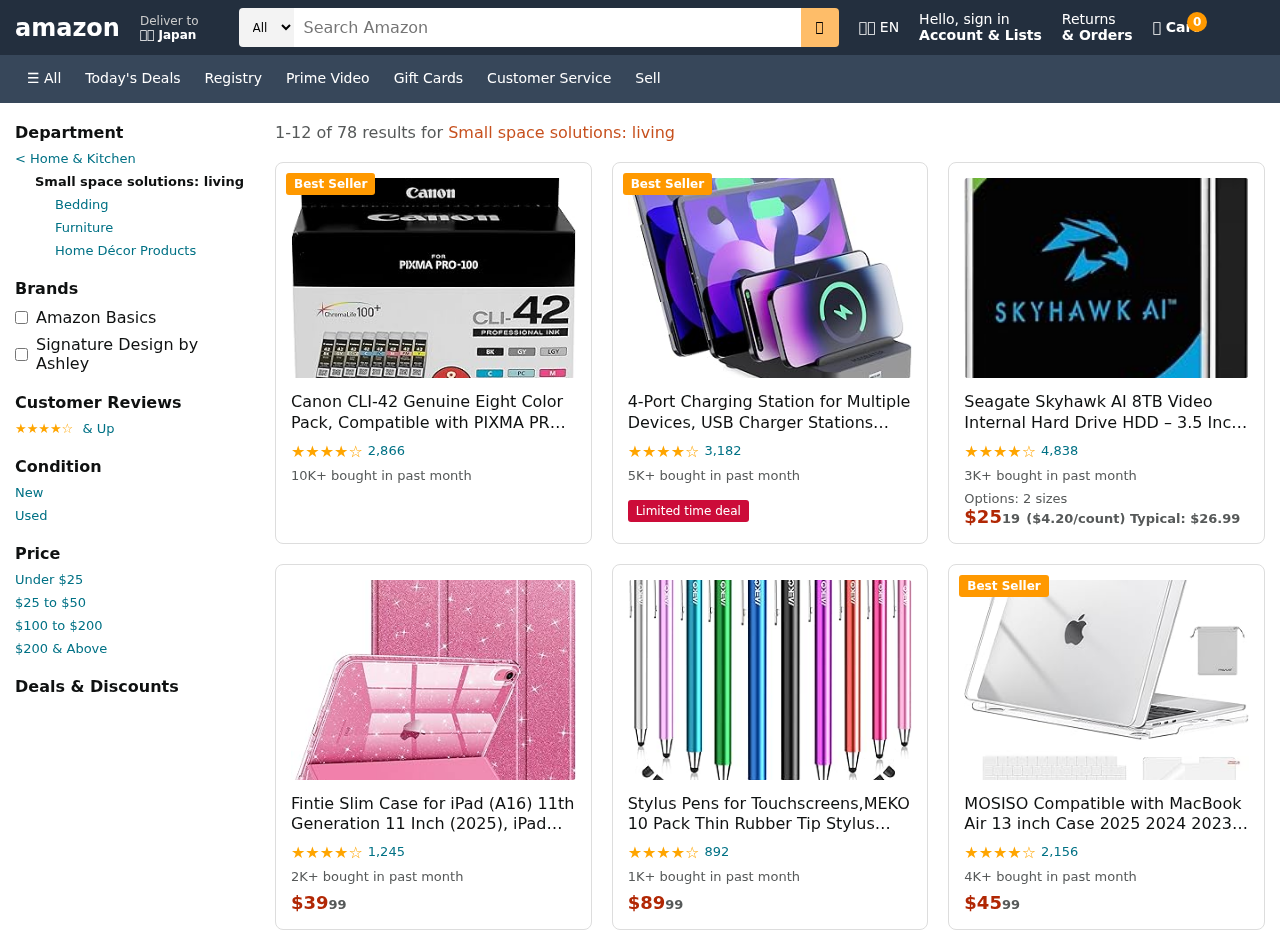 amazon
Deliver to
Japan
All
Search Amazon
EN
Hello, sign in
Account & Lists
Returns
& Orders
0
☰ All
Today's Deals
Registry
Prime Video
Gift Cards
Customer Service
Sell
Department
< Home & Kitchen
Small space solutions: living
Bedding
Furniture
Home Décor Products
Brands
Amazon Basics
Signature Design by
Ashley
Customer Reviews
★★★★☆ & Up
Condition
New
Used
Price
Under $25
$25 to $50
$100 to $200
$200 & Above
Deals & Discounts
1-12 of 78 results for Small space solutions: living
Best Seller
Canon
Canon
FOR
PIXMA PRO-100
ChromaLife100+
CLI-42
PROFESSIONAL INK
BK GY LGY
C PC M
8
Canon CLI-42 Genuine Eight Color
Pack, Compatible with PIXMA PR…
★★★★☆ 2,866
10K+ bought in past month
Best Seller
4-Port Charging Station for Multiple
Devices, USB Charger Stations…
★★★★☆ 3,182
5K+ bought in past month
Limited time deal
SKYHAWK AI™
Seagate Skyhawk AI 8TB Video
Internal Hard Drive HDD – 3.5 Inc…
★★★★☆ 4,838
3K+ bought in past month
Options: 2 sizes
$25 19 ($4.20/count) Typical: $26.99
Fintie Slim Case for iPad (A16) 11th
Generation 11 Inch (2025), iPad…
★★★★☆ 1,245
2K+ bought in past month
$39 99
Stylus Pens for Touchscreens,MEKO
10 Pack Thin Rubber Tip Stylus…
★★★★☆ 892
1K+ bought in past month
$89 99
Best Seller
MOSISO Compatible with MacBook
Air 13 inch Case 2025 2024 2023…
★★★★☆ 2,156
4K+ bought in past month
$45 99